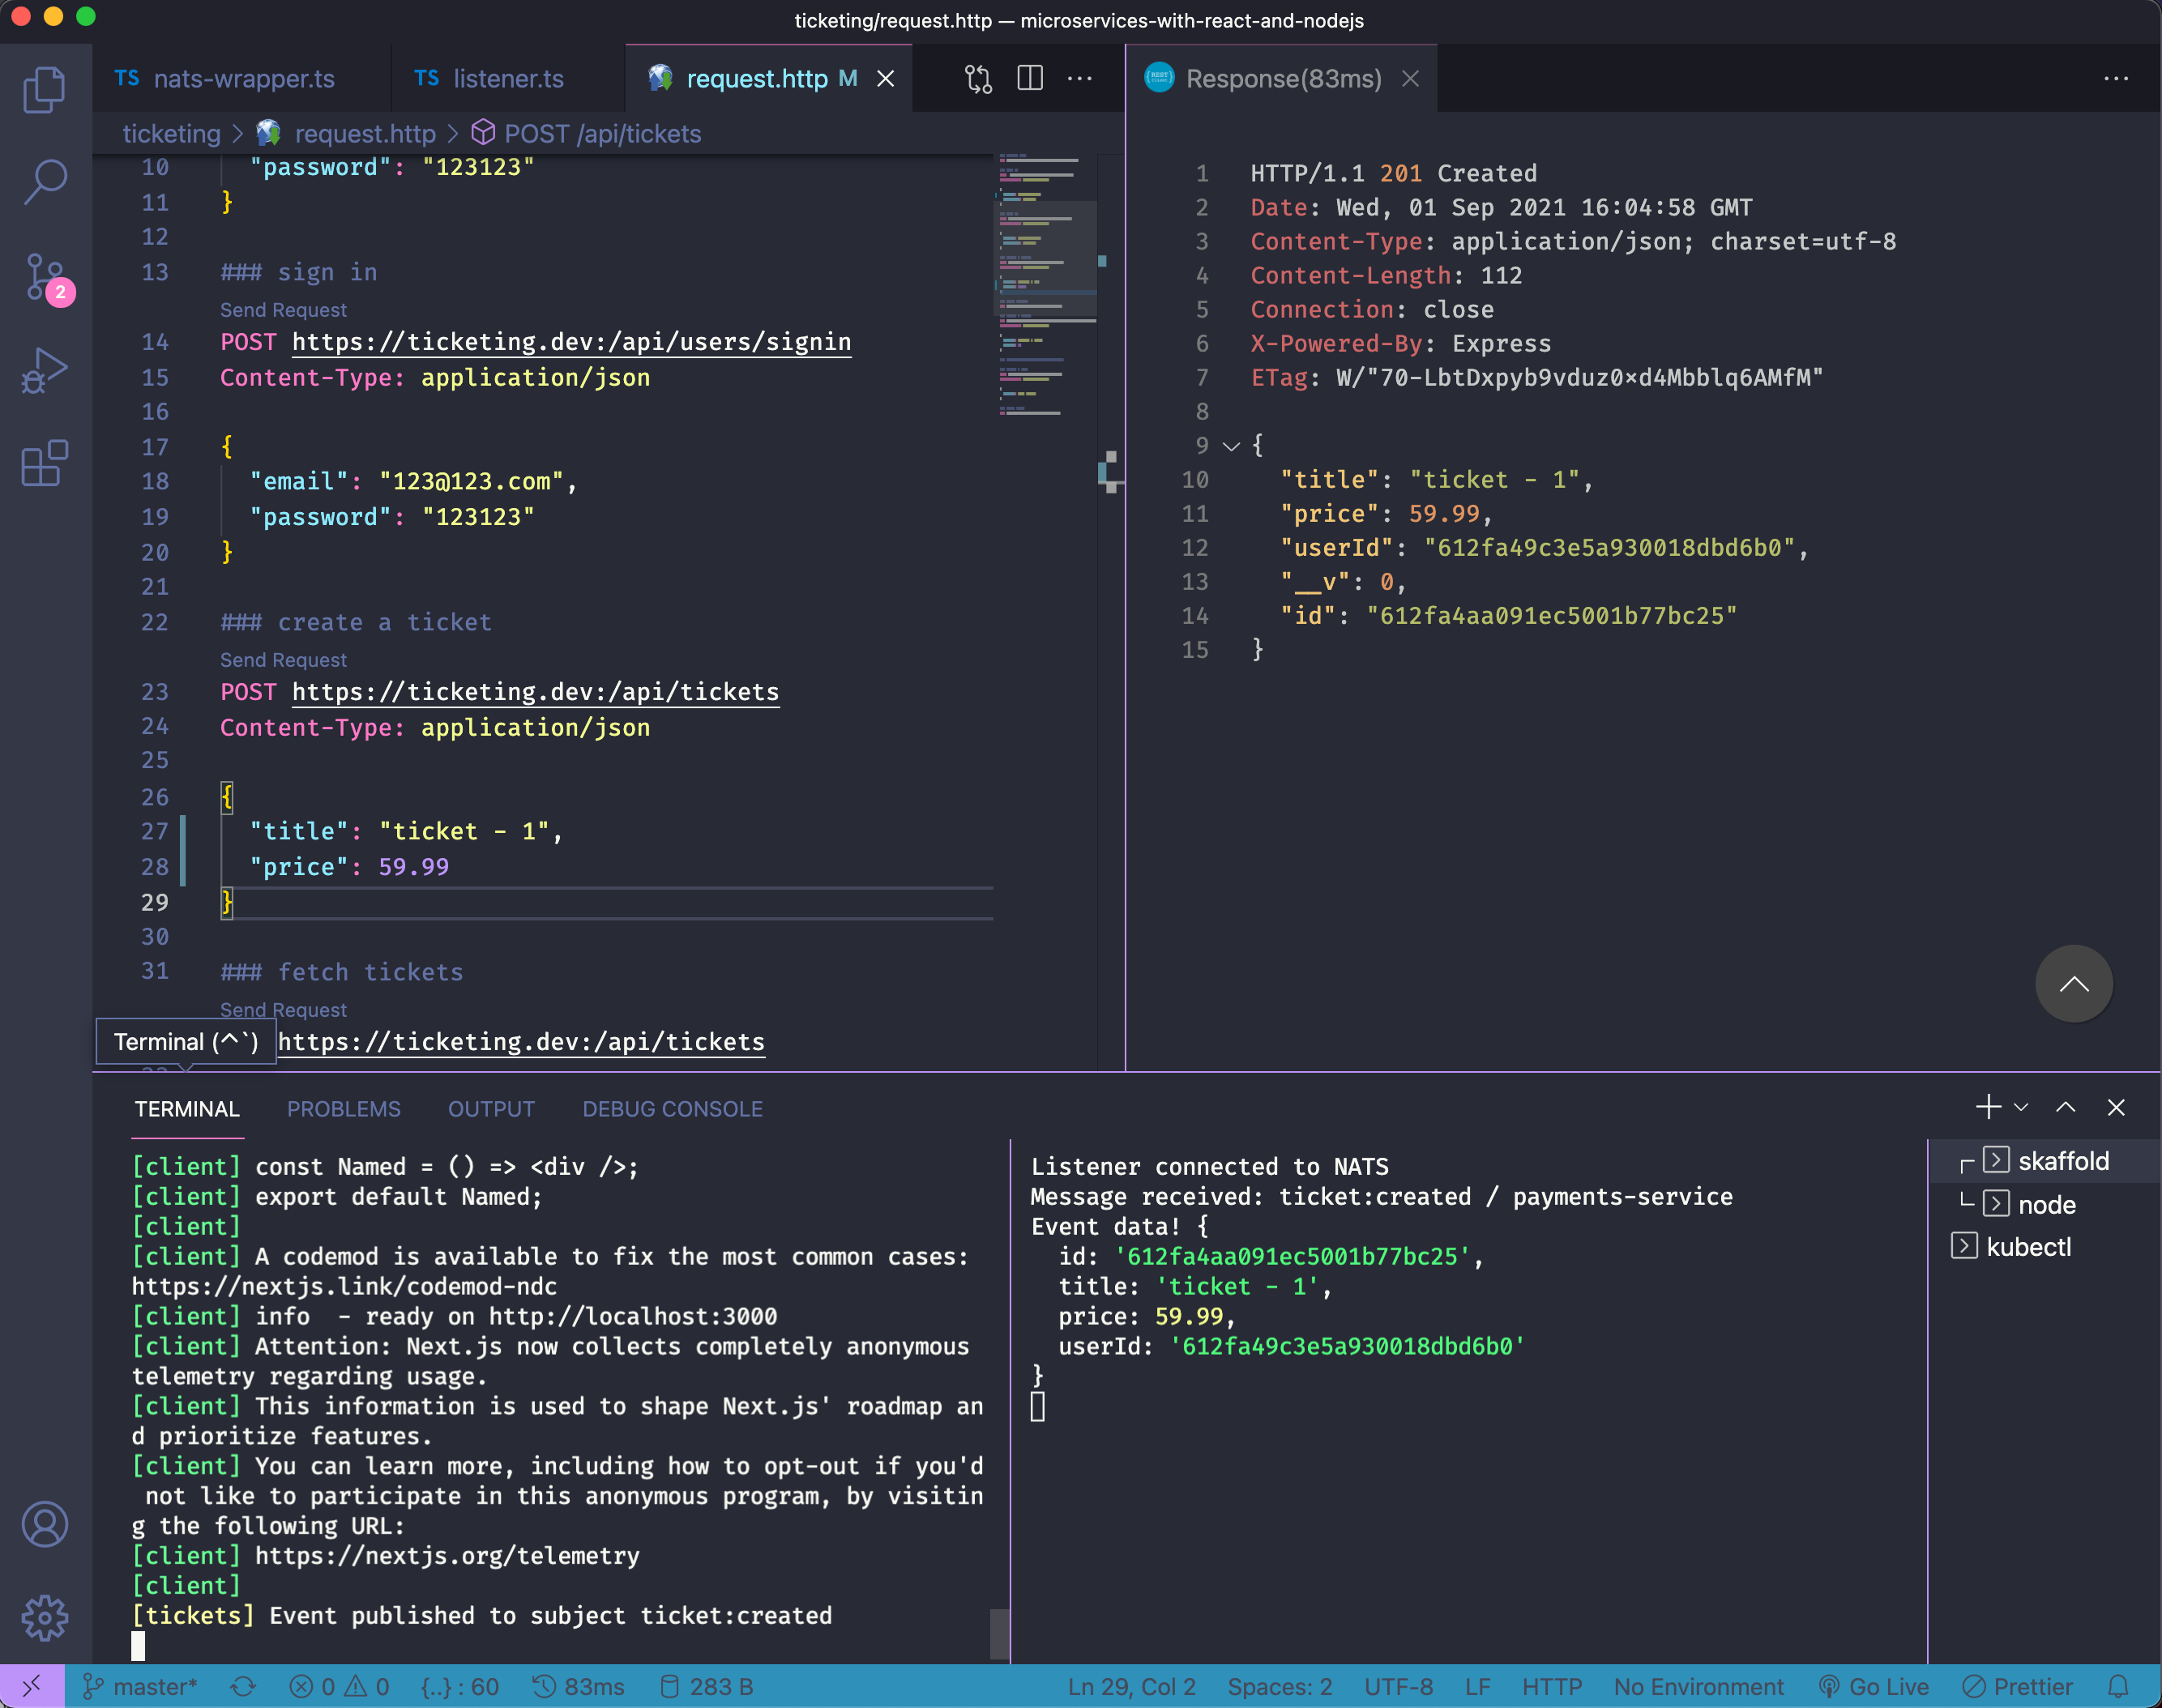 ticketing/request.http — microservices-with-react-and-nodejs
TS nats-wrapper.ts
TS listener.ts
request.http M
Response(83ms)
ticketing > request.http > POST /api/tickets
10 "password": "123123"
11 }
12
13 ### sign in
Send Request
14 POST https://ticketing.dev:/api/users/signin
15 Content-Type: application/json
16
17 {
18 "email": "123@123.com",
19 "password": "123123"
20 }
21
22 ### create a ticket
Send Request
23 POST https://ticketing.dev:/api/tickets
24 Content-Type: application/json
25
26 {
27 "title": "ticket - 1",
28 "price": 59.99
29 }
30
31 ### fetch tickets
Send Request
https://ticketing.dev:/api/tickets
Terminal (^`)
1 HTTP/1.1 201 Created
2 Date: Wed, 01 Sep 2021 16:04:58 GMT
3 Content-Type: application/json; charset=utf-8
4 Content-Length: 112
5 Connection: close
6 X-Powered-By: Express
7 ETag: W/"70-LbtDxpyb9vduz0×d4Mbblq6AMfM"
8
9 {
10 "title": "ticket - 1",
11 "price": 59.99,
12 "userId": "612fa49c3e5a930018dbd6b0",
13 "__v": 0,
14 "id": "612fa4aa091ec5001b77bc25"
15 }
2
TERMINAL PROBLEMS OUTPUT DEBUG CONSOLE
[client] const Named = () => <div />;
[client] export default Named;
[client]
[client] A codemod is available to fix the most common cases:
https://nextjs.link/codemod-ndc
[client] info  - ready on http://localhost:3000
[client] Attention: Next.js now collects completely anonymous
telemetry regarding usage.
[client] This information is used to shape Next.js' roadmap an
d prioritize features.
[client] You can learn more, including how to opt-out if you'd
not like to participate in this anonymous program, by visitin
g the following URL:
[client] https://nextjs.org/telemetry
[client]
[tickets] Event published to subject ticket:created
Listener connected to NATS
Message received: ticket:created / payments-service
Event data! {
id: '612fa4aa091ec5001b77bc25',
title: 'ticket - 1',
price: 59.99,
userId: '612fa49c3e5a930018dbd6b0'
}
skaffold
node
kubectl
master* 0 0 {..} : 60 83ms 283 B Ln 29, Col 2 Spaces: 2 UTF-8 LF HTTP No Environment Go Live Prettier